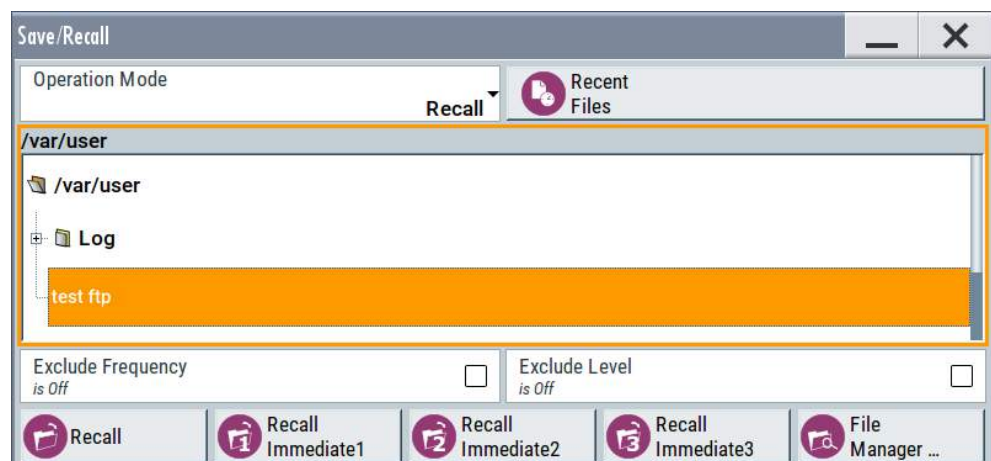 Save/Recall
Operation Mode
Recall
Recent
Files
/var/user
/var/user
Log
test ftp
Exclude Frequency
is Off
Exclude Level
is Off
Recall
Recall
Immediate1
Recall
Immediate2
Recall
Immediate3
File
Manager ...